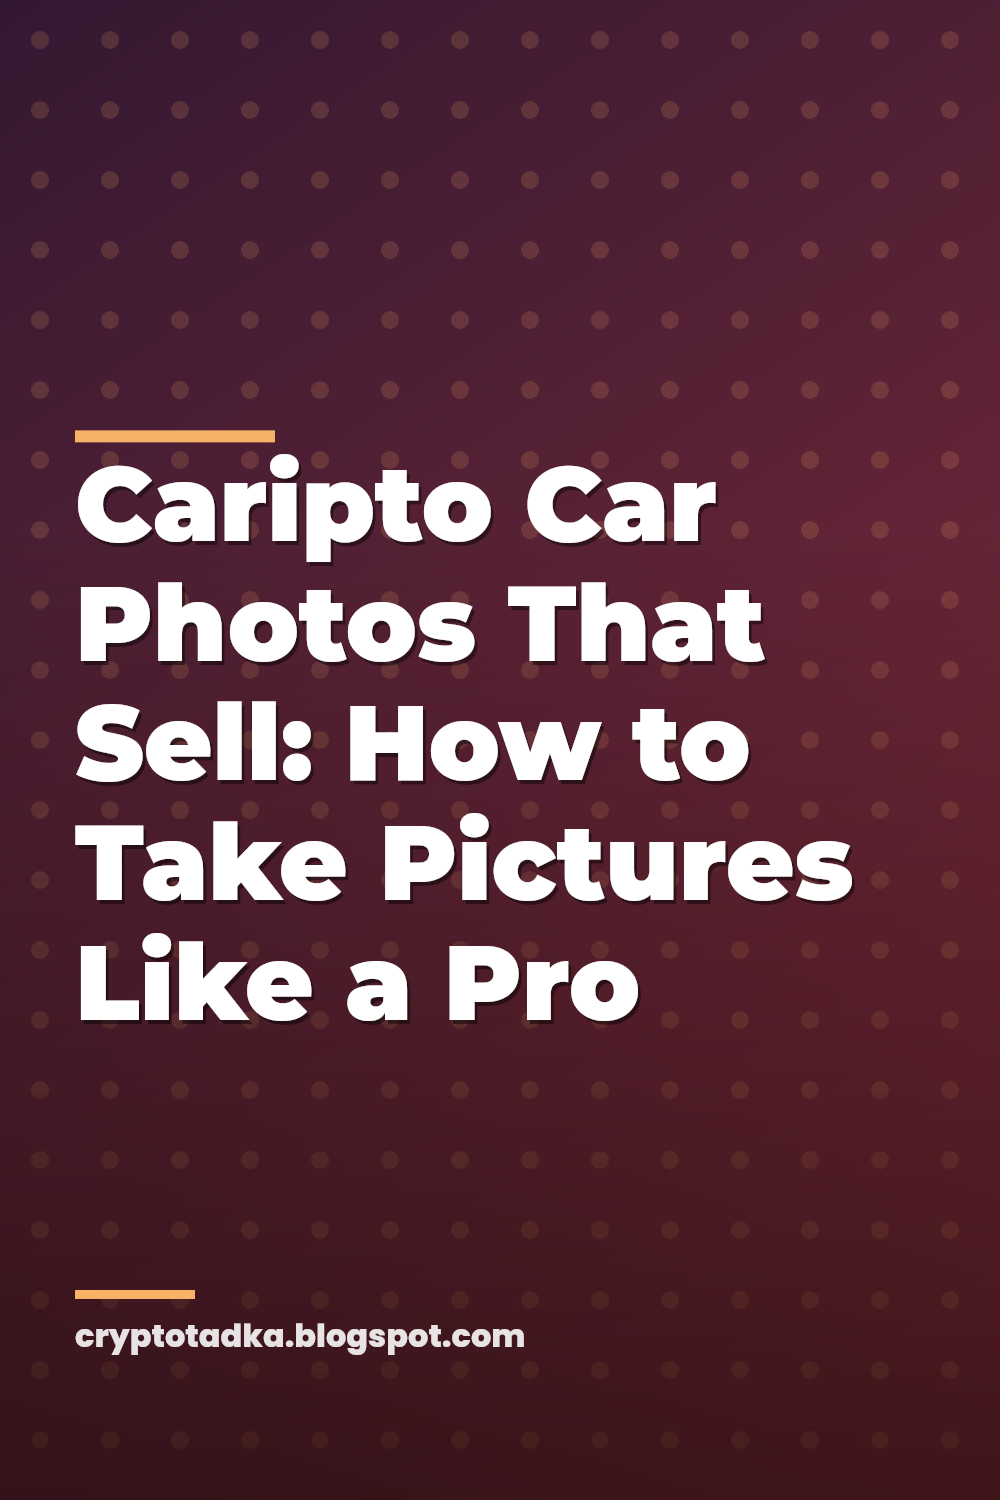 Caripto Car
Photos That
Sell: How to
Take Pictures
Like a Pro
cryptotadka.blogspot.com